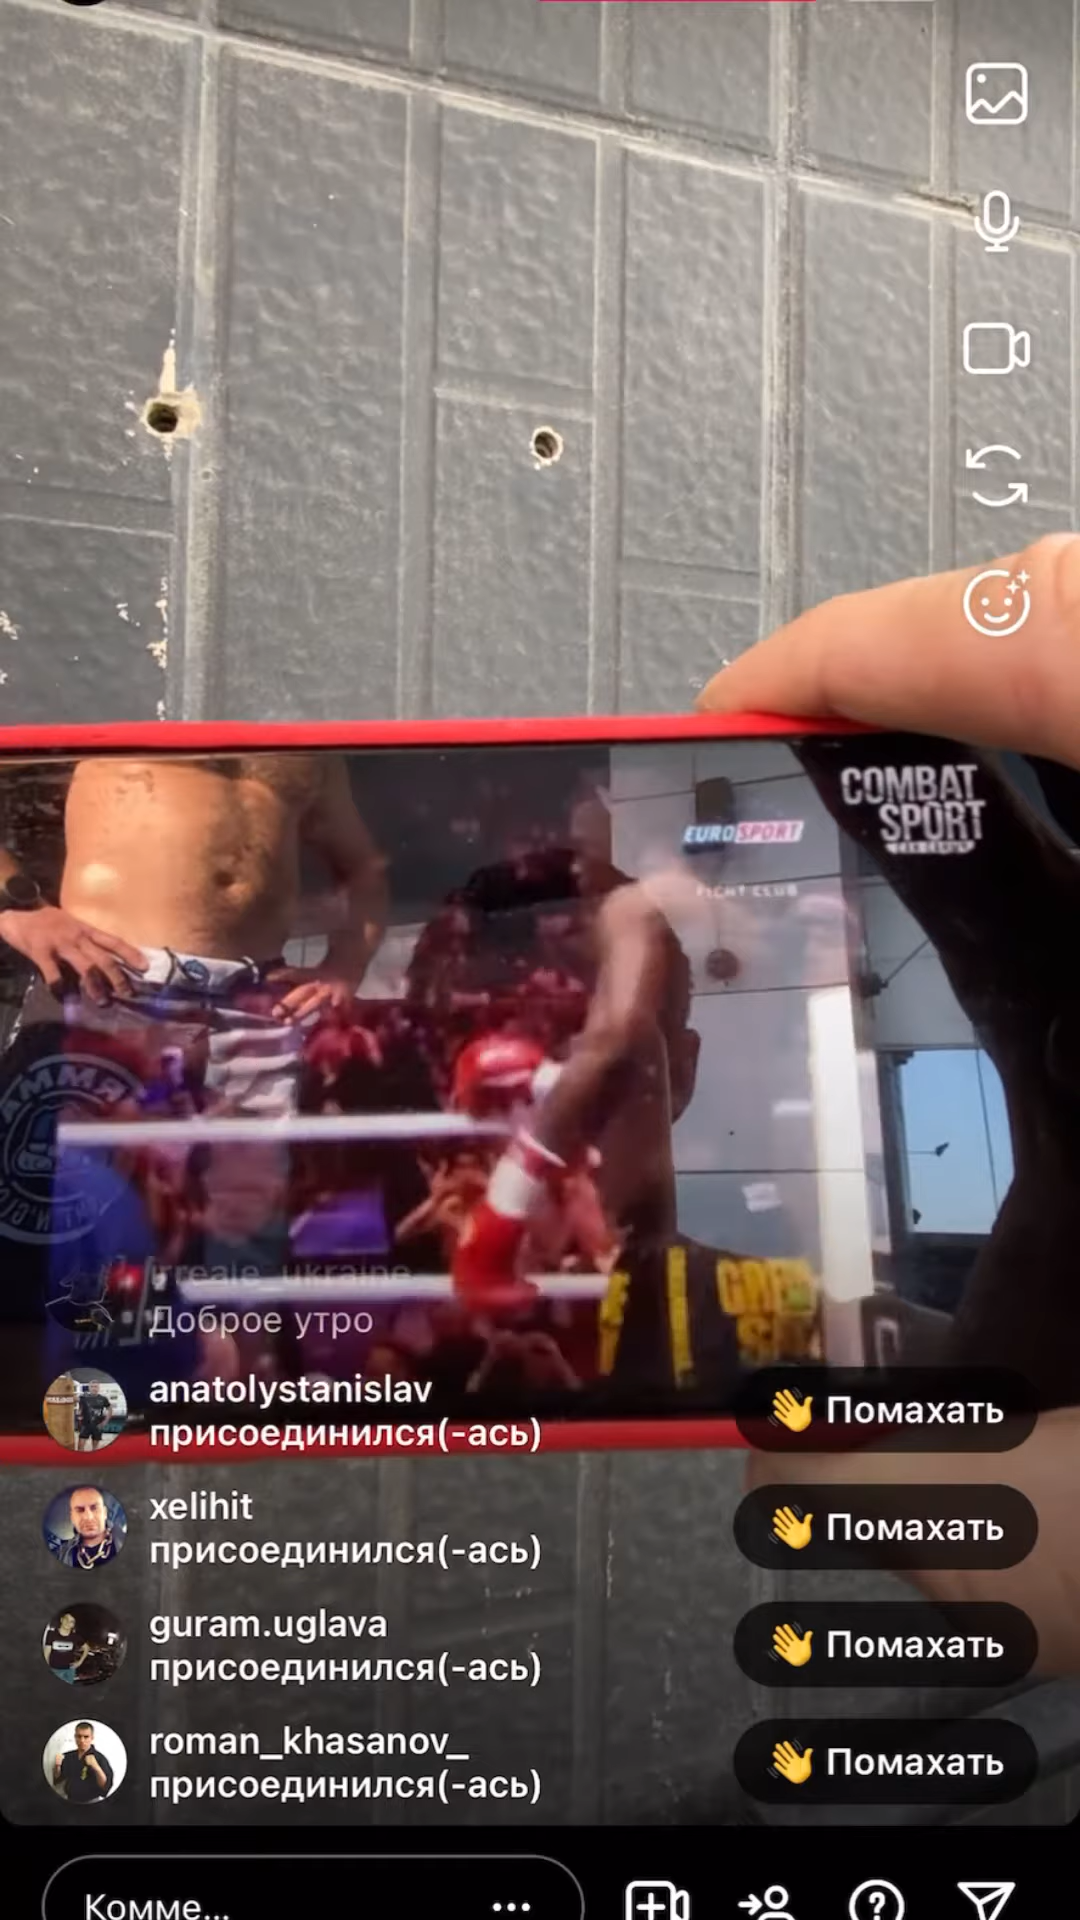 COMBAT
SPORT
EUROSPORT
FIGHT CLUB
irreale_ukraine
Доброе утро
anatolystanislav
присоединился(-ась)
👋 Помахать
xelihit
присоединился(-ась)
👋 Помахать
guram.uglava
присоединился(-ась)
👋 Помахать
roman_khasanov_
присоединился(-ась)
👋 Помахать
Комме...